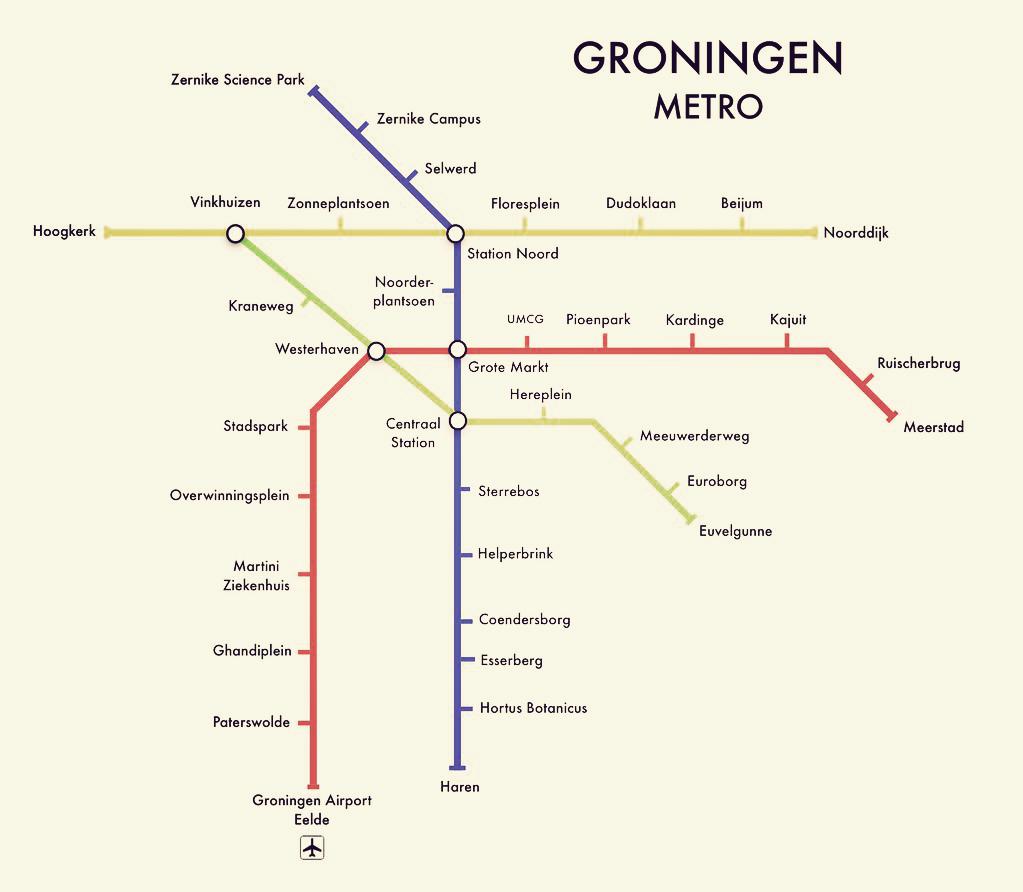 GRONINGEN
METRO
Zernike Science Park
Zernike Campus
Selwerd
Vinkhuizen
Zonneplantsoen
Floresplein
Dudoklaan
Beijum
Hoogkerk
Noorddijk
Station Noord
Noorder-
plantsoen
Kraneweg
UMCG
Pioenpark
Kardinge
Kajuit
Westerhaven
Grote Markt
Ruischerbrug
Hereplein
Meerstad
Stadspark
Centraal
Station
Meeuwerderweg
Euroborg
Overwinningsplein
Sterrebos
Euvelgunne
Helperbrink
Martini
Ziekenhuis
Coendersborg
Ghandiplein
Esserberg
Hortus Botanicus
Paterswolde
Haren
Groningen Airport
Eelde